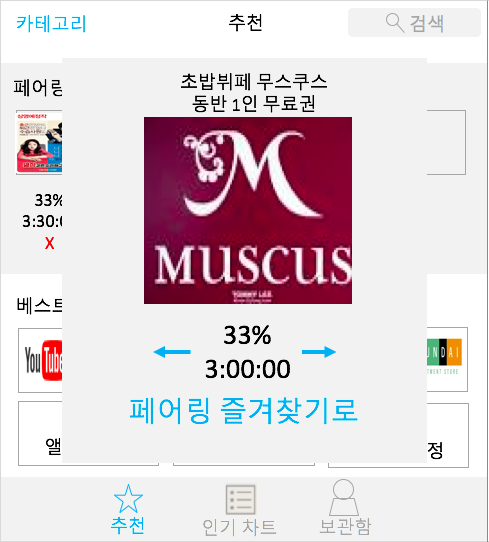 카테고리
추천
검색
페어링
초밥뷔페 무스쿠스
동반 1인 무료권
M
MUSCUS
33%
3:30:0
X
33%
3:00:00
페어링 즐겨찾기로
베스트
You Tube
NDAI
TMENT STORE
앨
정
추천
인기 차트
보관함